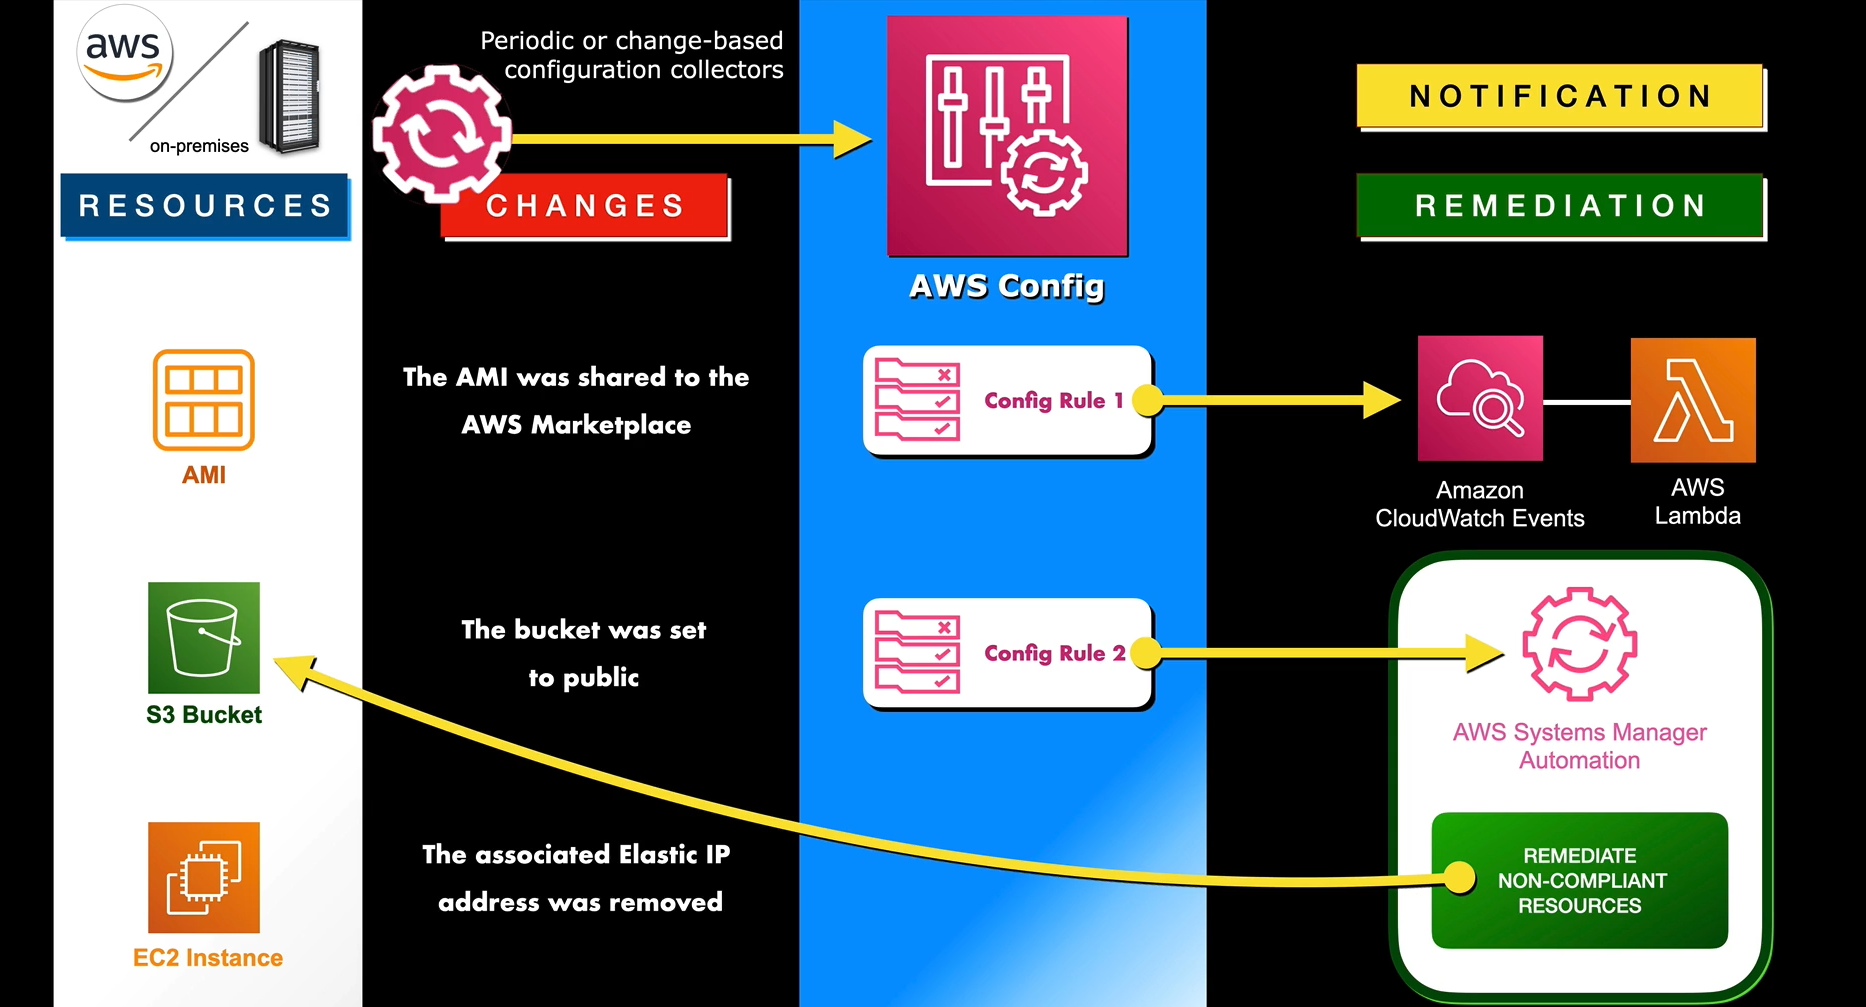 aws
on-premises
RESOURCES
Periodic or change-based
configuration collectors
CHANGES
AWS Config
NOTIFICATION
REMEDIATION
AMI
The AMI was shared to the
AWS Marketplace
Config Rule 1
Amazon
CloudWatch Events
AWS
Lambda
S3 Bucket
The bucket was set
to public
Config Rule 2
AWS Systems Manager
Automation
EC2 Instance
The associated Elastic IP
address was removed
REMEDIATE
NON-COMPLIANT
RESOURCES